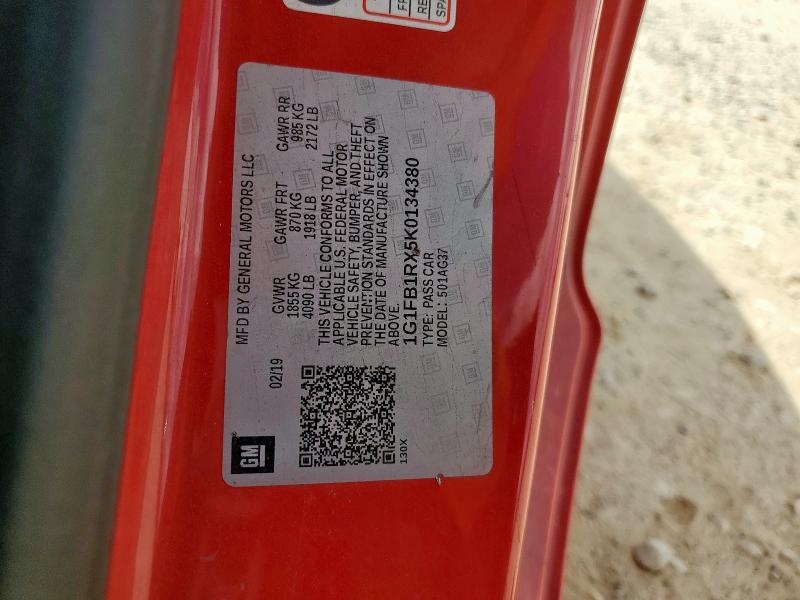 GM
MFD BY GENERAL MOTORS LLC
02/19
GVWR GAWR FRT GAWR RR
1855 KG 870 KG 985 KG
4090 LB 1918 LB 2172 LB
THIS VEHICLE CONFORMS TO ALL
APPLICABLE U.S. FEDERAL MOTOR
VEHICLE SAFETY, BUMPER, AND THEFT
PREVENTION STANDARDS IN EFFECT ON
THE DATE OF MANUFACTURE SHOWN
ABOVE.
1G1FB1RX5K0134380
TYPE: PASS CAR
MODEL: 501AG37
130X